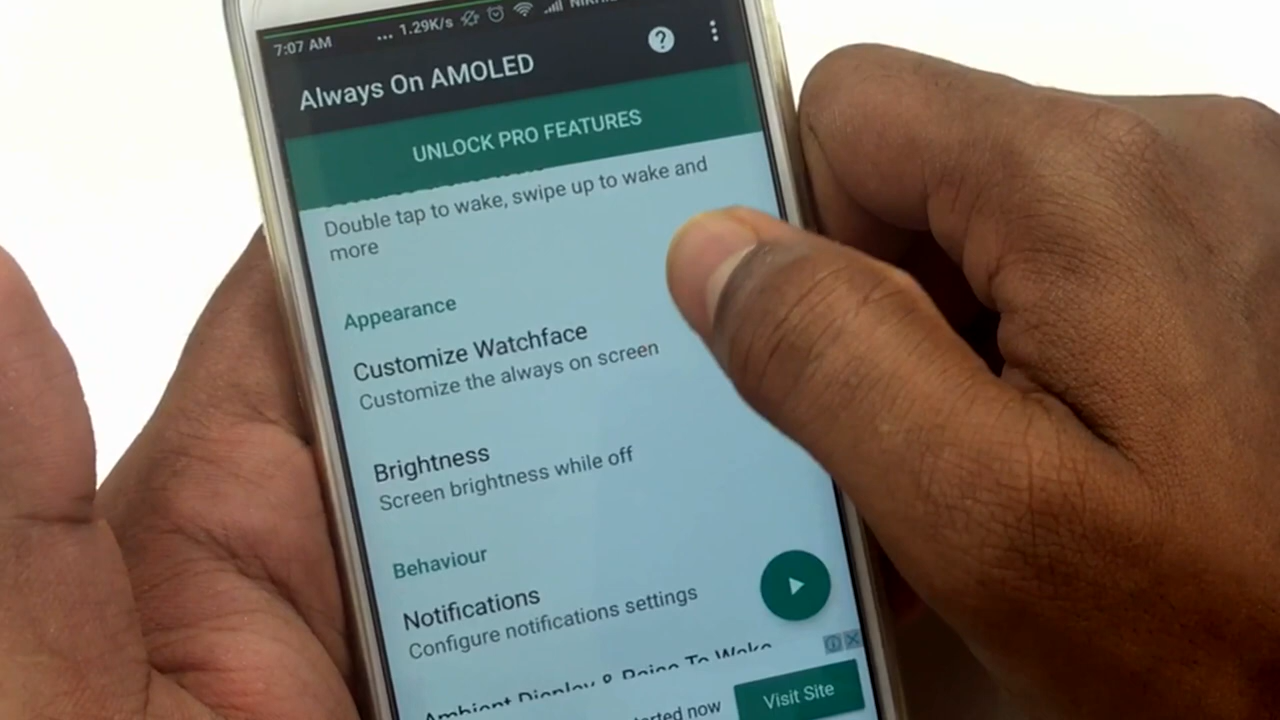 7:07 AM ... 1.29K/s
Always On AMOLED
UNLOCK PRO FEATURES
Double tap to wake, swipe up to wake and
more
Appearance
Customize Watchface
Customize the always on screen
Brightness
Screen brightness while off
Behaviour
Notifications
Configure notifications settings
Ambient Display & Raise To Wake
now
Visit Site